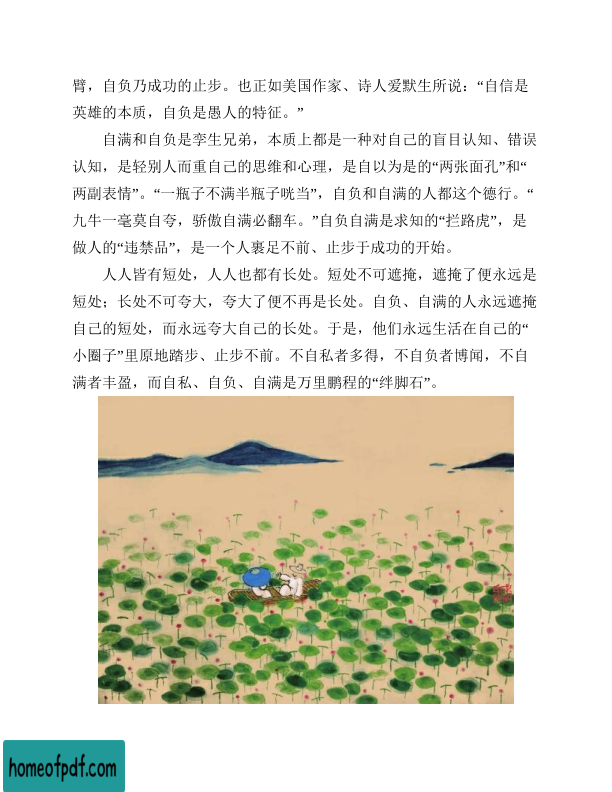 臂，自负乃成功的止步。也正如美国作家、诗人爱默生所说：“自信是
英雄的本质，自负是愚人的特征。”
自满和自负是孪生兄弟，本质上都是一种对自己的盲目认知、错误
认知，是轻别人而重自己的思维和心理，是自以为是的“两张面孔”和“
两副表情”。“一瓶子不满半瓶子咣当”，自负和自满的人都这个德行。“
九牛一毫莫自夸，骄傲自满必翻车。”自负自满是求知的“拦路虎”，是
做人的“违禁品”，是一个人裹足不前、止步于成功的开始。
人人皆有短处，人人也都有长处。短处不可遮掩，遮掩了便永远是
短处；长处不可夸大，夸大了便不再是长处。自负、自满的人永远遮掩
自己的短处，而永远夸大自己的长处。于是，他们永远生活在自己的“
小圈子”里原地踏步、止步不前。不自私者多得，不自负者博闻，不自
满者丰盈，而自私、自负、自满是万里鹏程的“绊脚石”。
homeofpdf.com